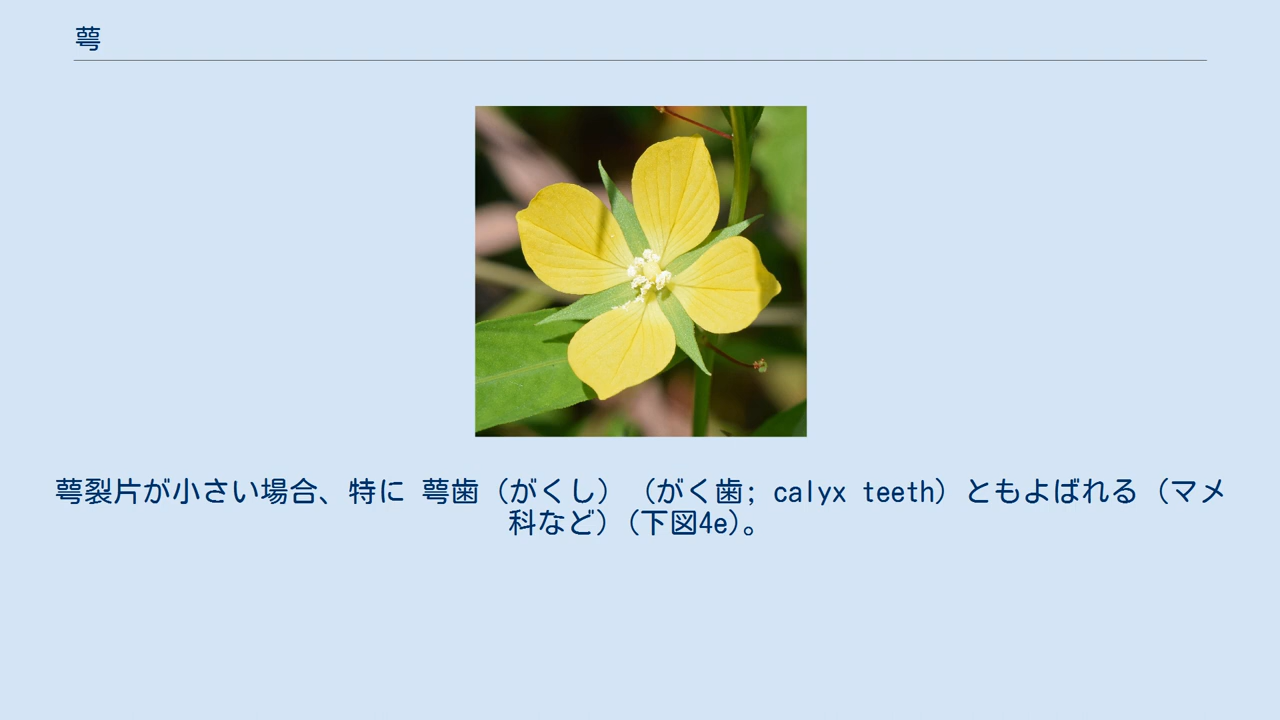 萼
萼裂片が小さい場合、特に 萼歯（がくし）（がく歯; calyx teeth）ともよばれる（マメ
科など）(下図4e)。